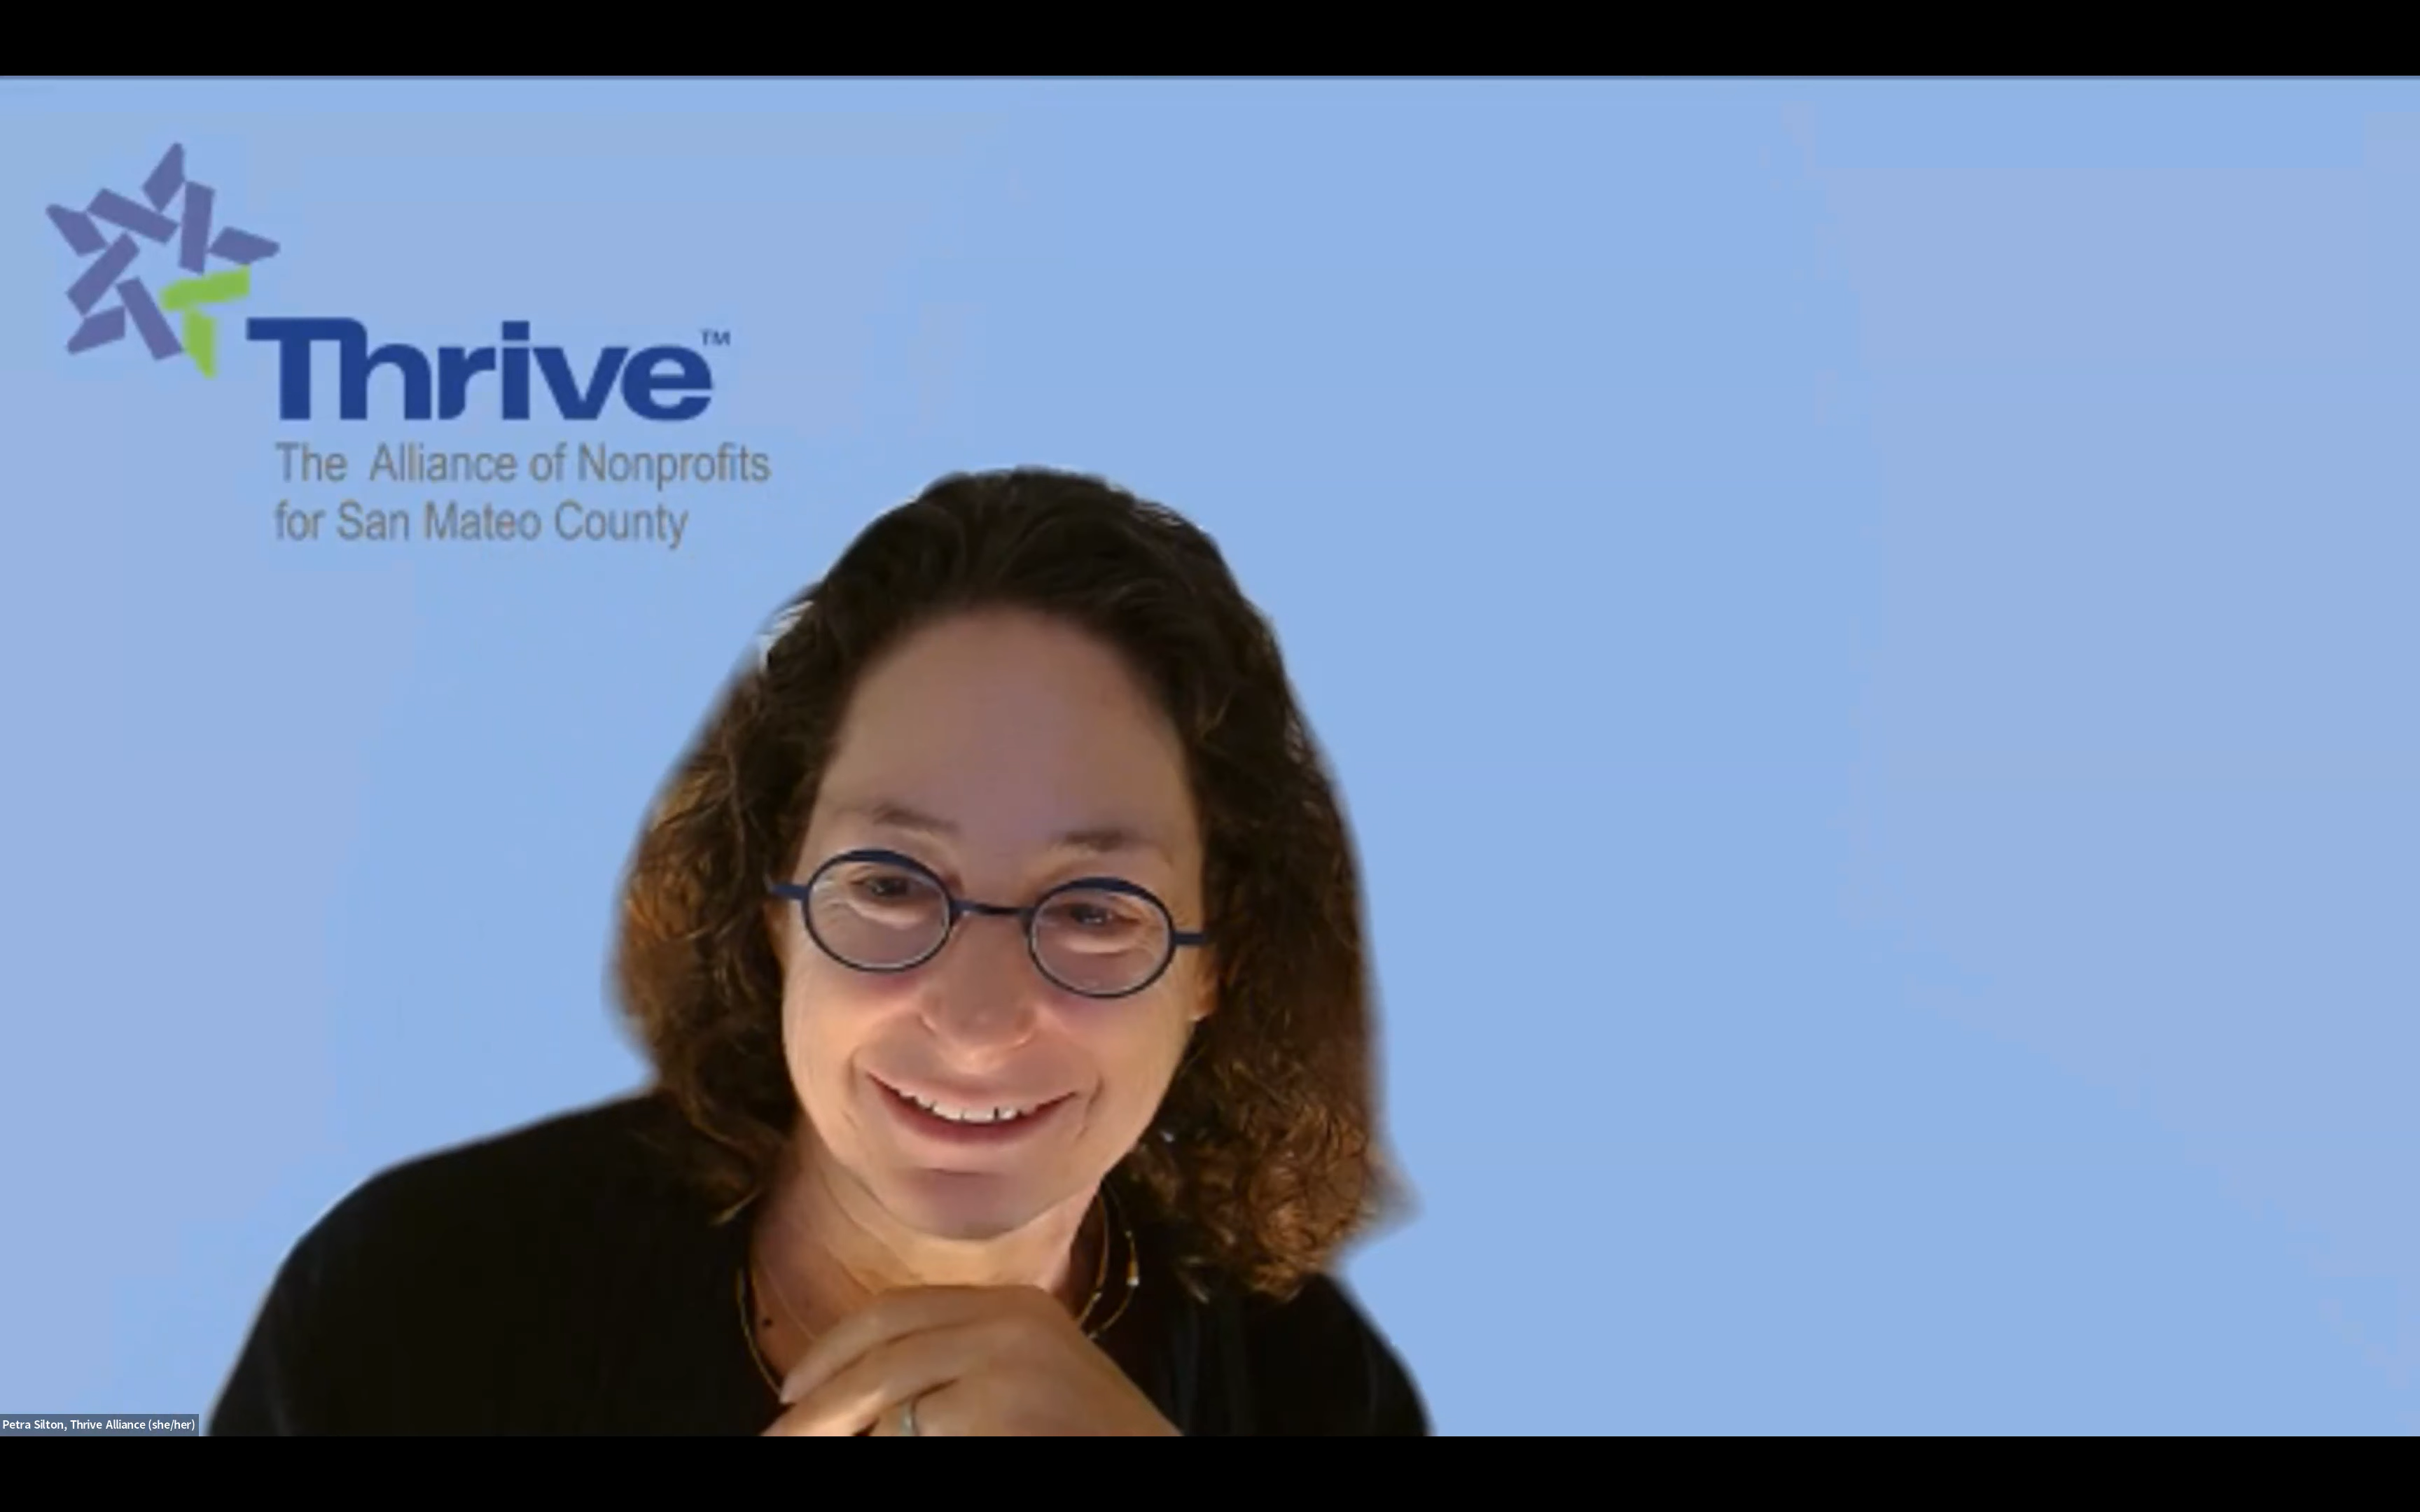 Thrive™
The Alliance of Nonprofits
for San Mateo County
Petra Silton, Thrive Alliance (she/her)